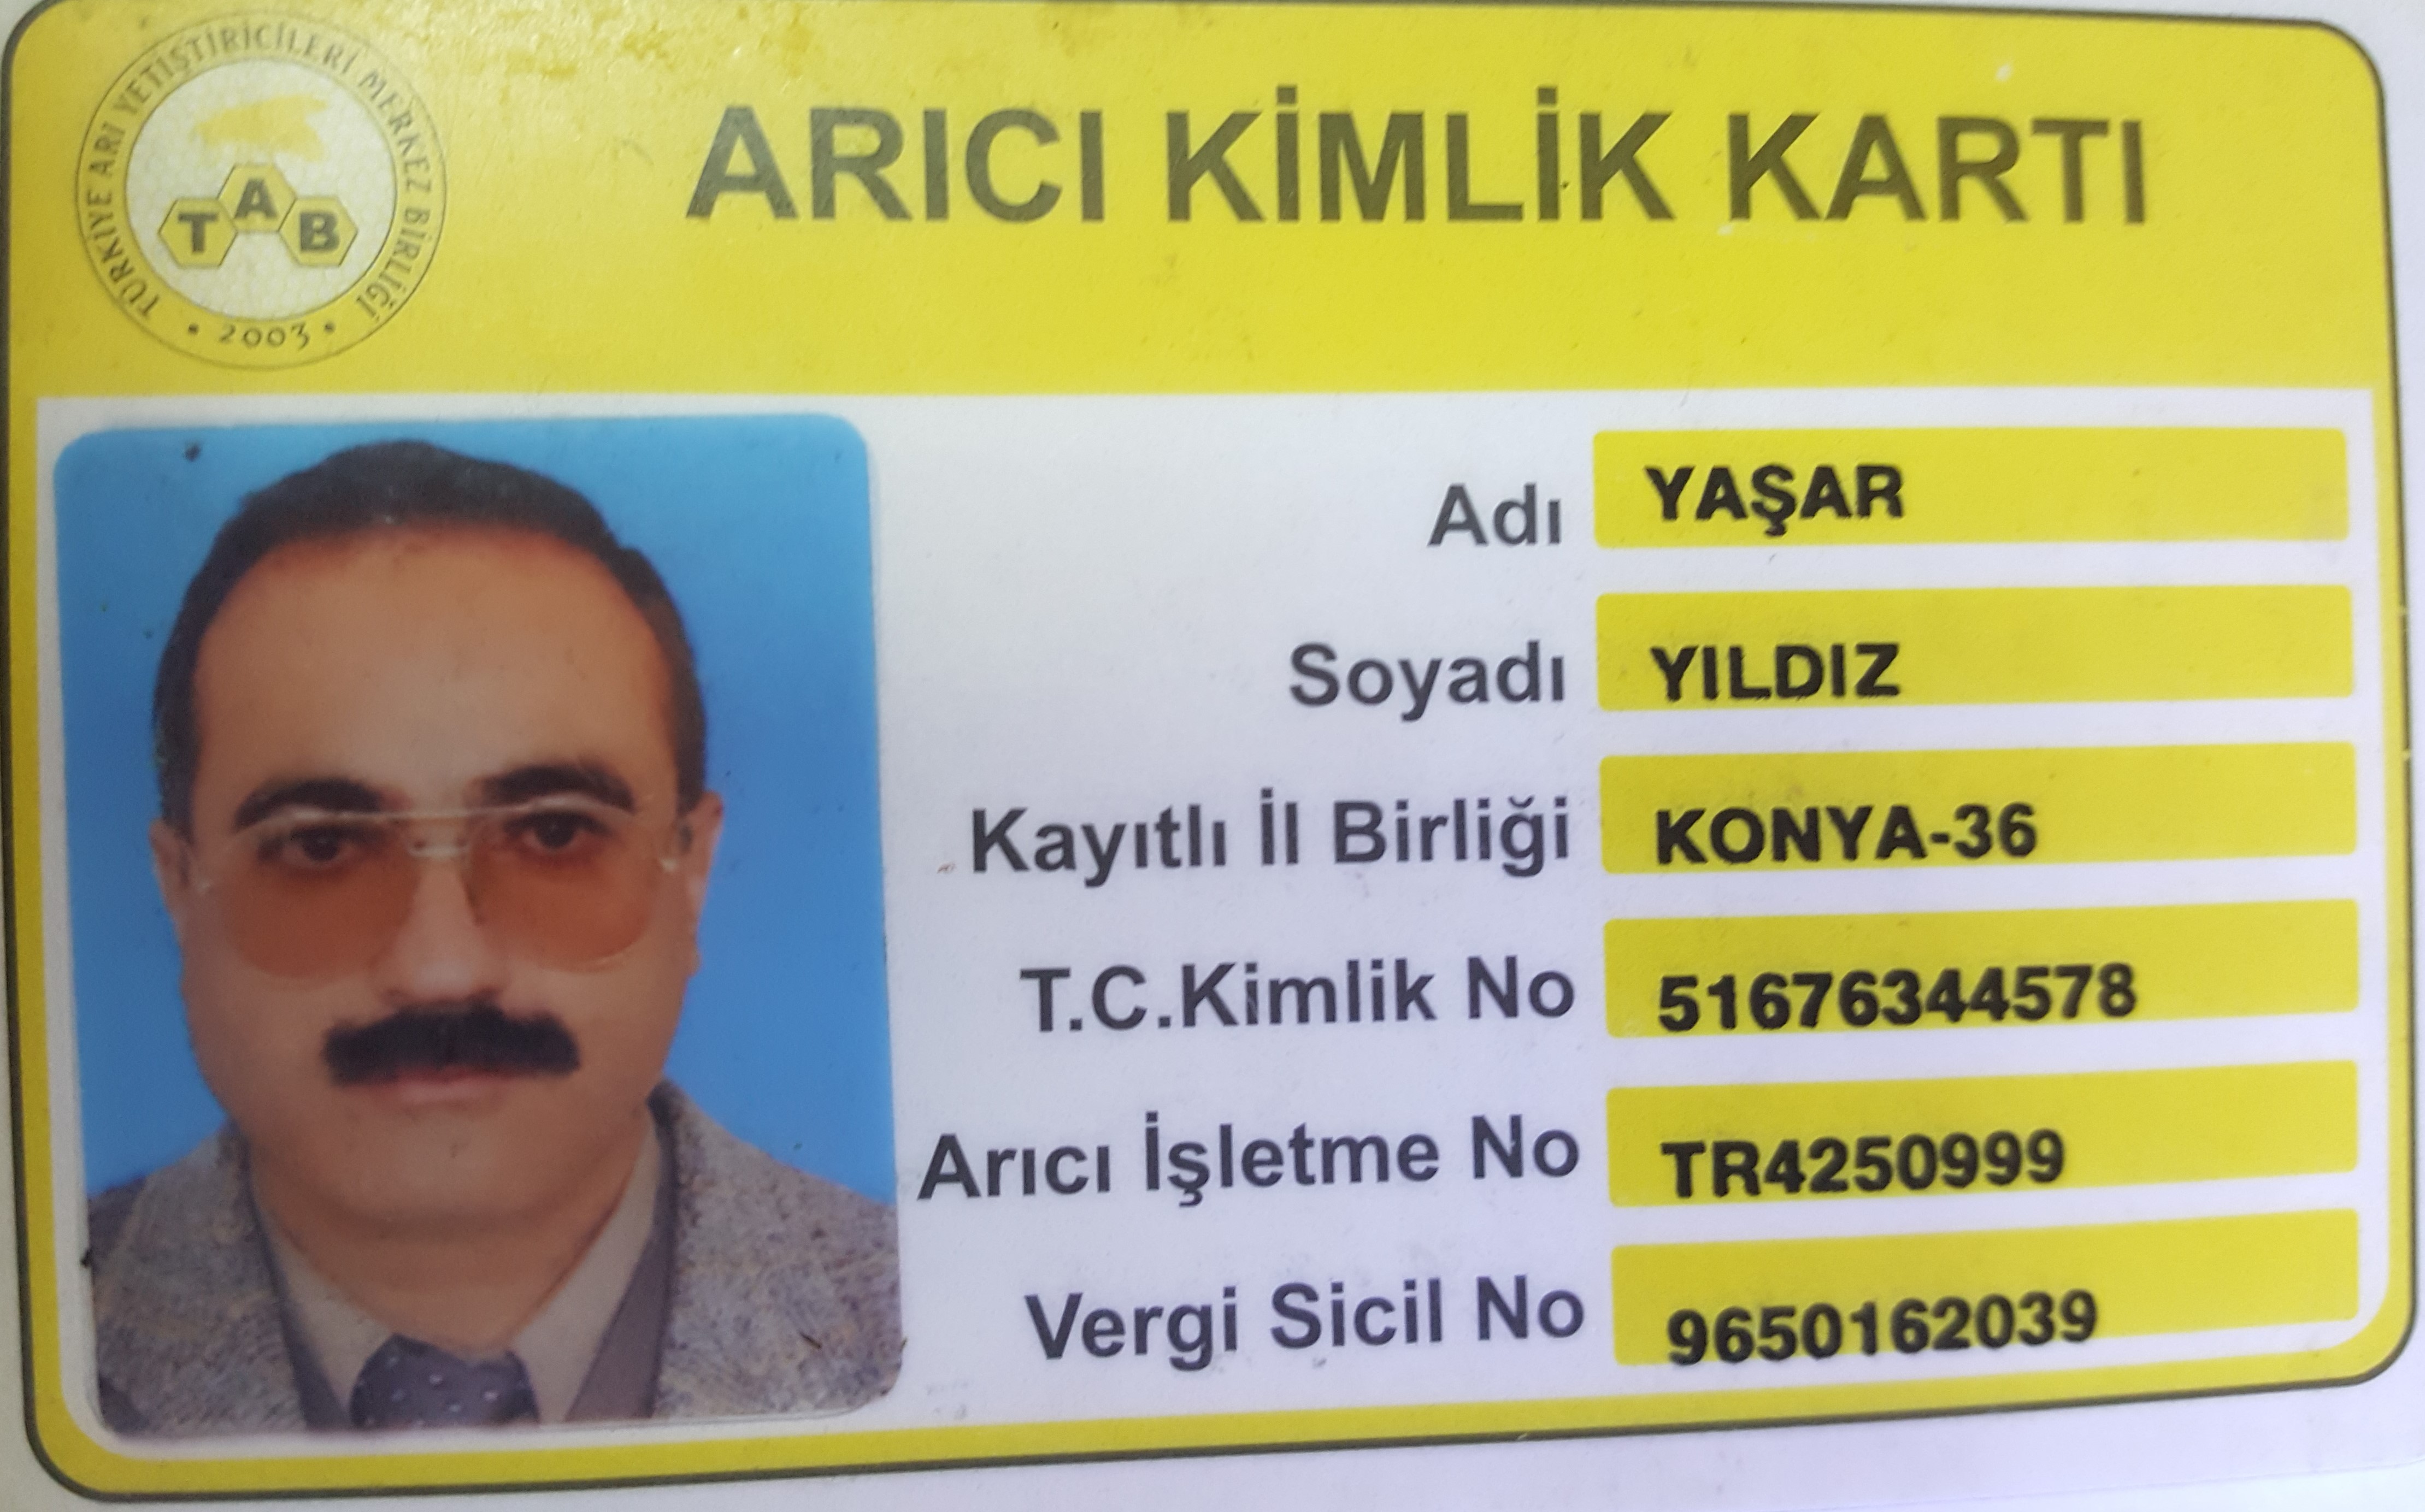 TÜRKİYE ARI YETİŞTİRİCİLERİ MERKEZ BİRLİĞİ
TAB
• 2003 •
ARICI KİMLİK KARTI
Adı YAŞAR
Soyadı YILDIZ
Kayıtlı İl Birliği KONYA-36
T.C.Kimlik No 51676344578
Arıcı İşletme No TR4250999
Vergi Sicil No 9650162039